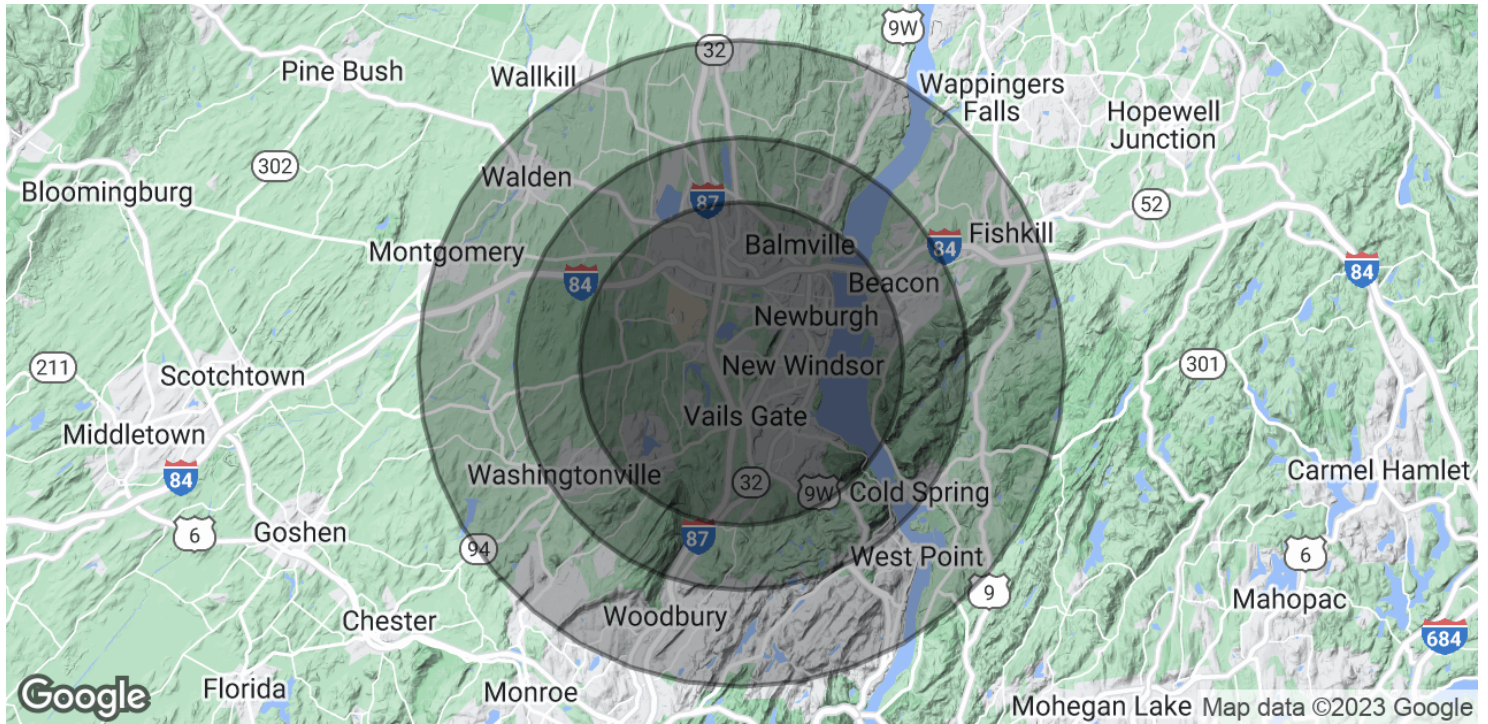 9W
32
Pine Bush
Wallkill
Wappingers
Falls
Hopewell
Junction
302
Walden
Bloomingburg
87
52
Balmville
Fishkill
Montgomery
84
84
84
Beacon
Newburgh
211
Scotchtown
New Windsor
301
Vails Gate
Middletown
84
Washingtonville
32
9W
Cold Spring
Carmel Hamlet
6
Goshen
94
87
West Point
6
9
Mahopac
Chester
Woodbury
684
Google
Florida
Monroe
Mohegan Lake
Map data ©2023 Google